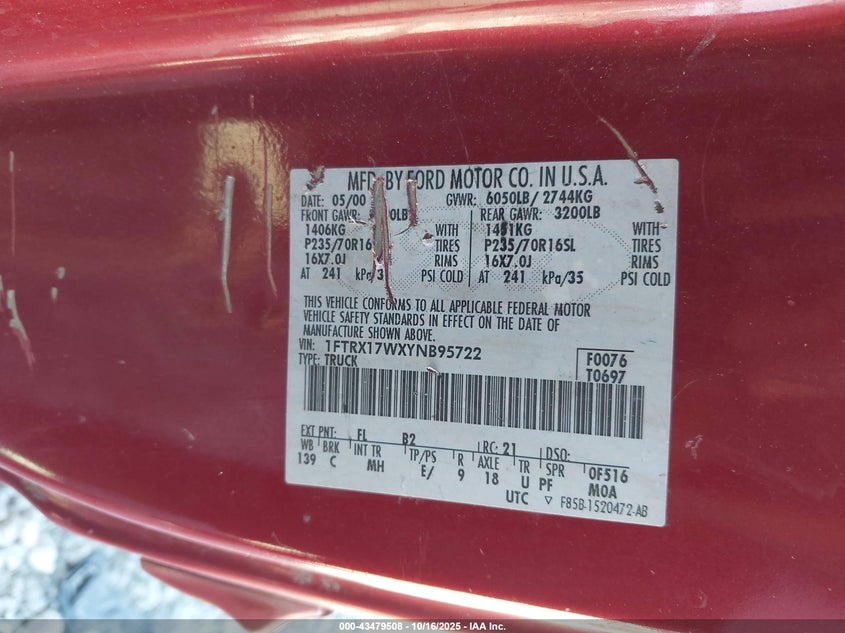 MFD. BY FORD MOTOR CO. IN U.S.A.
DATE: 05/00 GVWR: 6050LB/ 2744KG
FRONT GAWR: REAR GAWR: 3200LB
1406KG WITH 1451KG WITH
P235/70R16 TIRES P235/70R16SL TIRES
16X7.0J RIMS 16X7.0J RIMS
AT 241 kPa/3 PSI COLD AT 241 kPa/35 PSI COLD
THIS VEHICLE CONFORMS TO ALL APPLICABLE FEDERAL MOTOR
VEHICLE SAFETY STANDARDS IN EFFECT ON THE DATE OF
MANUFACTURE SHOWN ABOVE.
VIN: 1FTRX17WXYNB95722 F0076
TYPE: TRUCK T0697
EXT PNT: FL B2 RC: 21 DSO:
WB BRK INT TR TP/PS R AXLE TR SPR 0F516
139 C MH E/ 9 18 U PF M0A
UTC ▽ F85B-1520472-AB
000-43479508 - 10/16/2025 - IAA Inc.